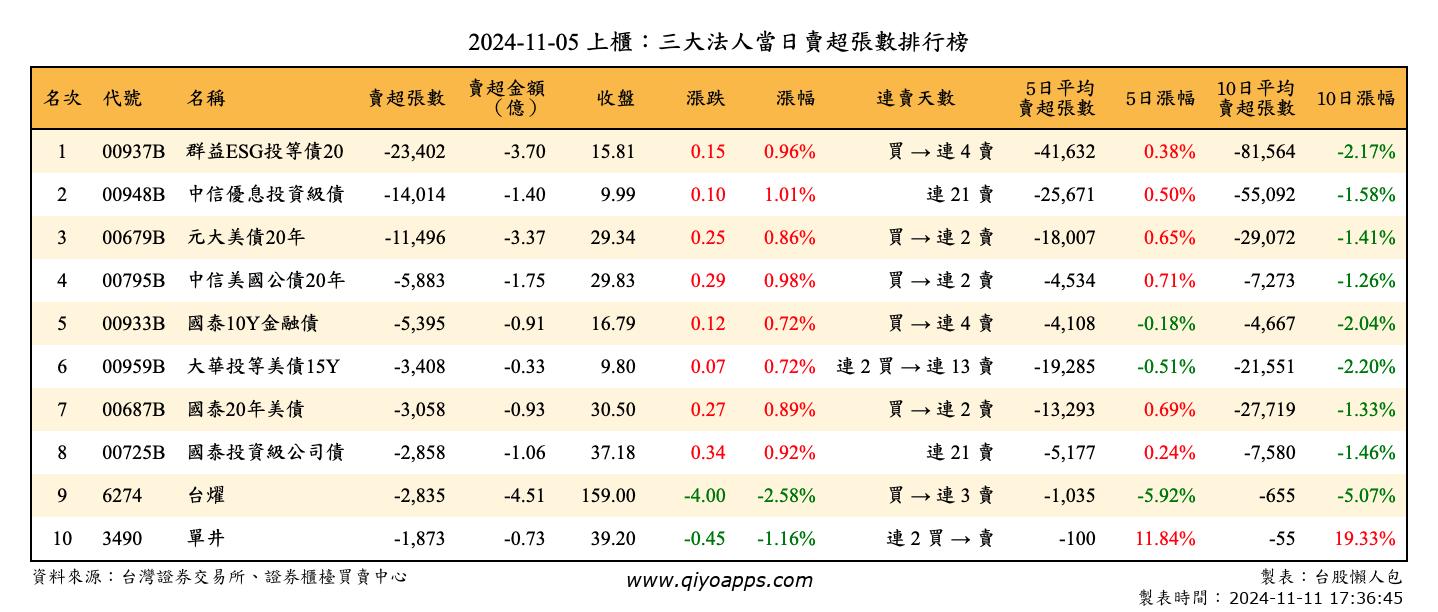 2024-11-05 上櫃：三大法人當日賣超張數排行榜
名次 代號 名稱 賣超張數 賣超金額（億） 收盤 漲跌 漲幅 連賣天數 5日平均賣超張數 5日漲幅 10日平均賣超張數 10日漲幅
1 00937B 群益ESG投等債20 -23,402 -3.70 15.81 0.15 0.96% 買→連 4 賣 -41,632 0.38% -81,564 -2.17%
2 00948B 中信優息投資級債 -14,014 -1.40 9.99 0.10 1.01% 連 21 賣 -25,671 0.50% -55,092 -1.58%
3 00679B 元大美債20年 -11,496 -3.37 29.34 0.25 0.86% 買→連 2 賣 -18,007 0.65% -29,072 -1.41%
4 00795B 中信美國公債20年 -5,883 -1.75 29.83 0.29 0.98% 買→連 2 賣 -4,534 0.71% -7,273 -1.26%
5 00933B 國泰10Y金融債 -5,395 -0.91 16.79 0.12 0.72% 買→連 4 賣 -4,108 -0.18% -4,667 -2.04%
6 00959B 大華投等美債15Y -3,408 -0.33 9.80 0.07 0.72% 連 2 買→連 13 賣 -19,285 -0.51% -21,551 -2.20%
7 00687B 國泰20年美債 -3,058 -0.93 30.50 0.27 0.89% 買→連 2 賣 -13,293 0.69% -27,719 -1.33%
8 00725B 國泰投資級公司債 -2,858 -1.06 37.18 0.34 0.92% 連 21 賣 -5,177 0.24% -7,580 -1.46%
9 6274 台燿 -2,835 -4.51 159.00 -4.00 -2.58% 買→連 3 賣 -1,035 -5.92% -655 -5.07%
10 3490 單井 -1,873 -0.73 39.20 -0.45 -1.16% 連 2 買→賣 -100 11.84% -55 19.33%
資料來源：台灣證券交易所、證券櫃檯買賣中心 www.qiyoapps.com 製表：台股懶人包
製表時間：2024-11-11 17:36:45